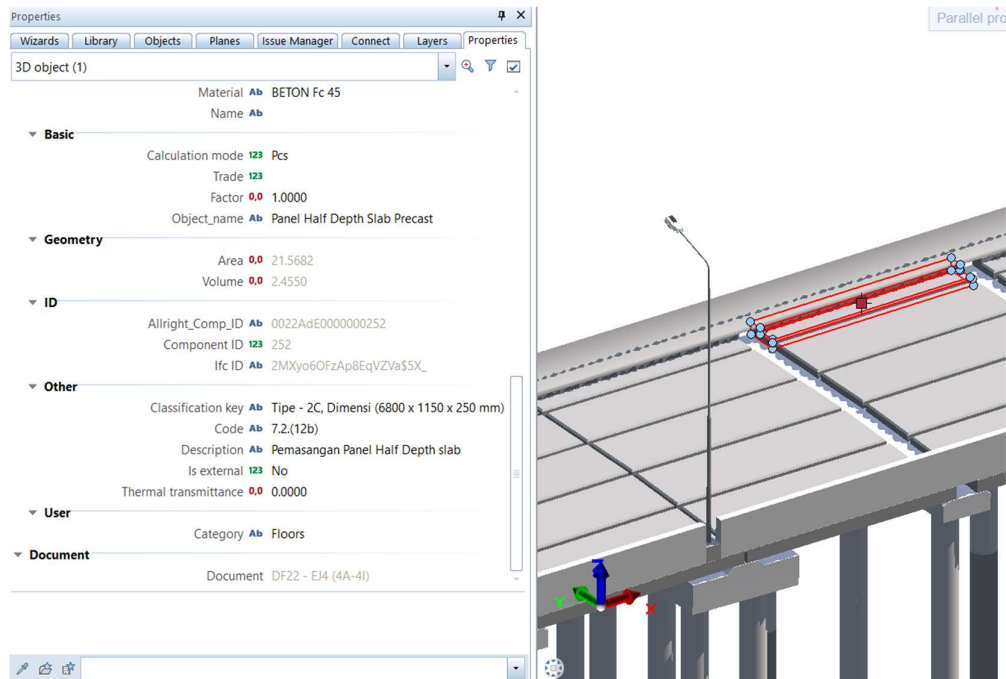 Properties
Wizards Library Objects Planes Issue Manager Connect Layers Properties
3D object (1)
Material Ab BETON Fc 45
Name Ab
Basic
Calculation mode 123 Pcs
Trade 123
Factor 0,0 1.0000
Object_name Ab Panel Half Depth Slab Precast
Geometry
Area 0,0 21.5682
Volume 0,0 2.4550
ID
Allright_Comp_ID Ab 0022AdE0000000252
Component ID 123 252
Ifc ID Ab 2MXyo6OFzAp8EqVZVa$5X_
Other
Classification key Ab Tipe - 2C, Dimensi (6800 x 1150 x 250 mm)
Code Ab 7.2.(12b)
Description Ab Pemasangan Panel Half Depth slab
Is external 123 No
Thermal transmittance 0,0 0.0000
User
Category Ab Floors
Document
Document DF22 - EJ4 (4A-4I)
Parallel pro
Z
Y
X